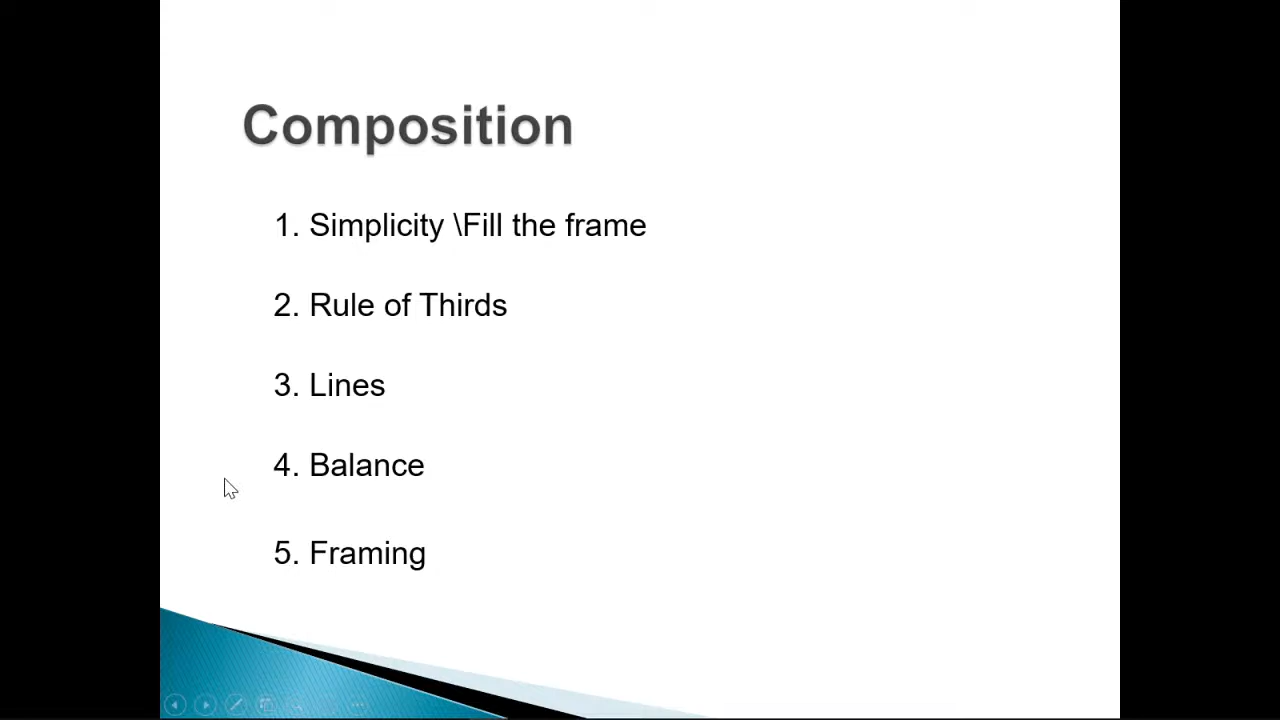 Composition
1. Simplicity \Fill the frame
2. Rule of Thirds
3. Lines
4. Balance
5. Framing